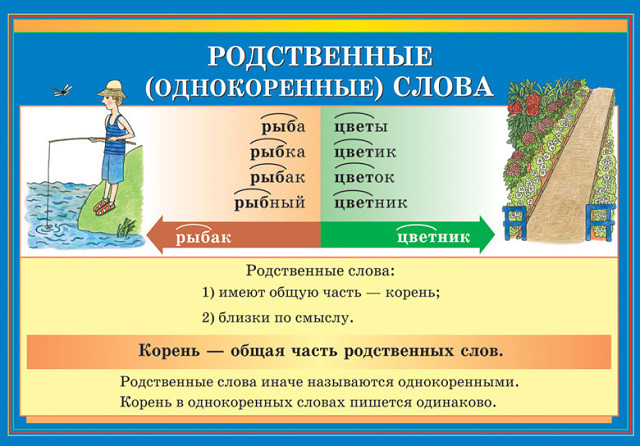 РОДСТВЕННЫЕ
(ОДНОКОРЕННЫЕ) СЛОВА
рыба
цветы
рыбка
цветик
рыбак
цветок
рыбный
цветник
рыбак
цветник
Родственные слова:
1) имеют общую часть — корень;
2) близки по смыслу.
Корень — общая часть родственных слов.
Родственные слова иначе называются однокоренными.
Корень в однокоренных словах пишется одинаково.